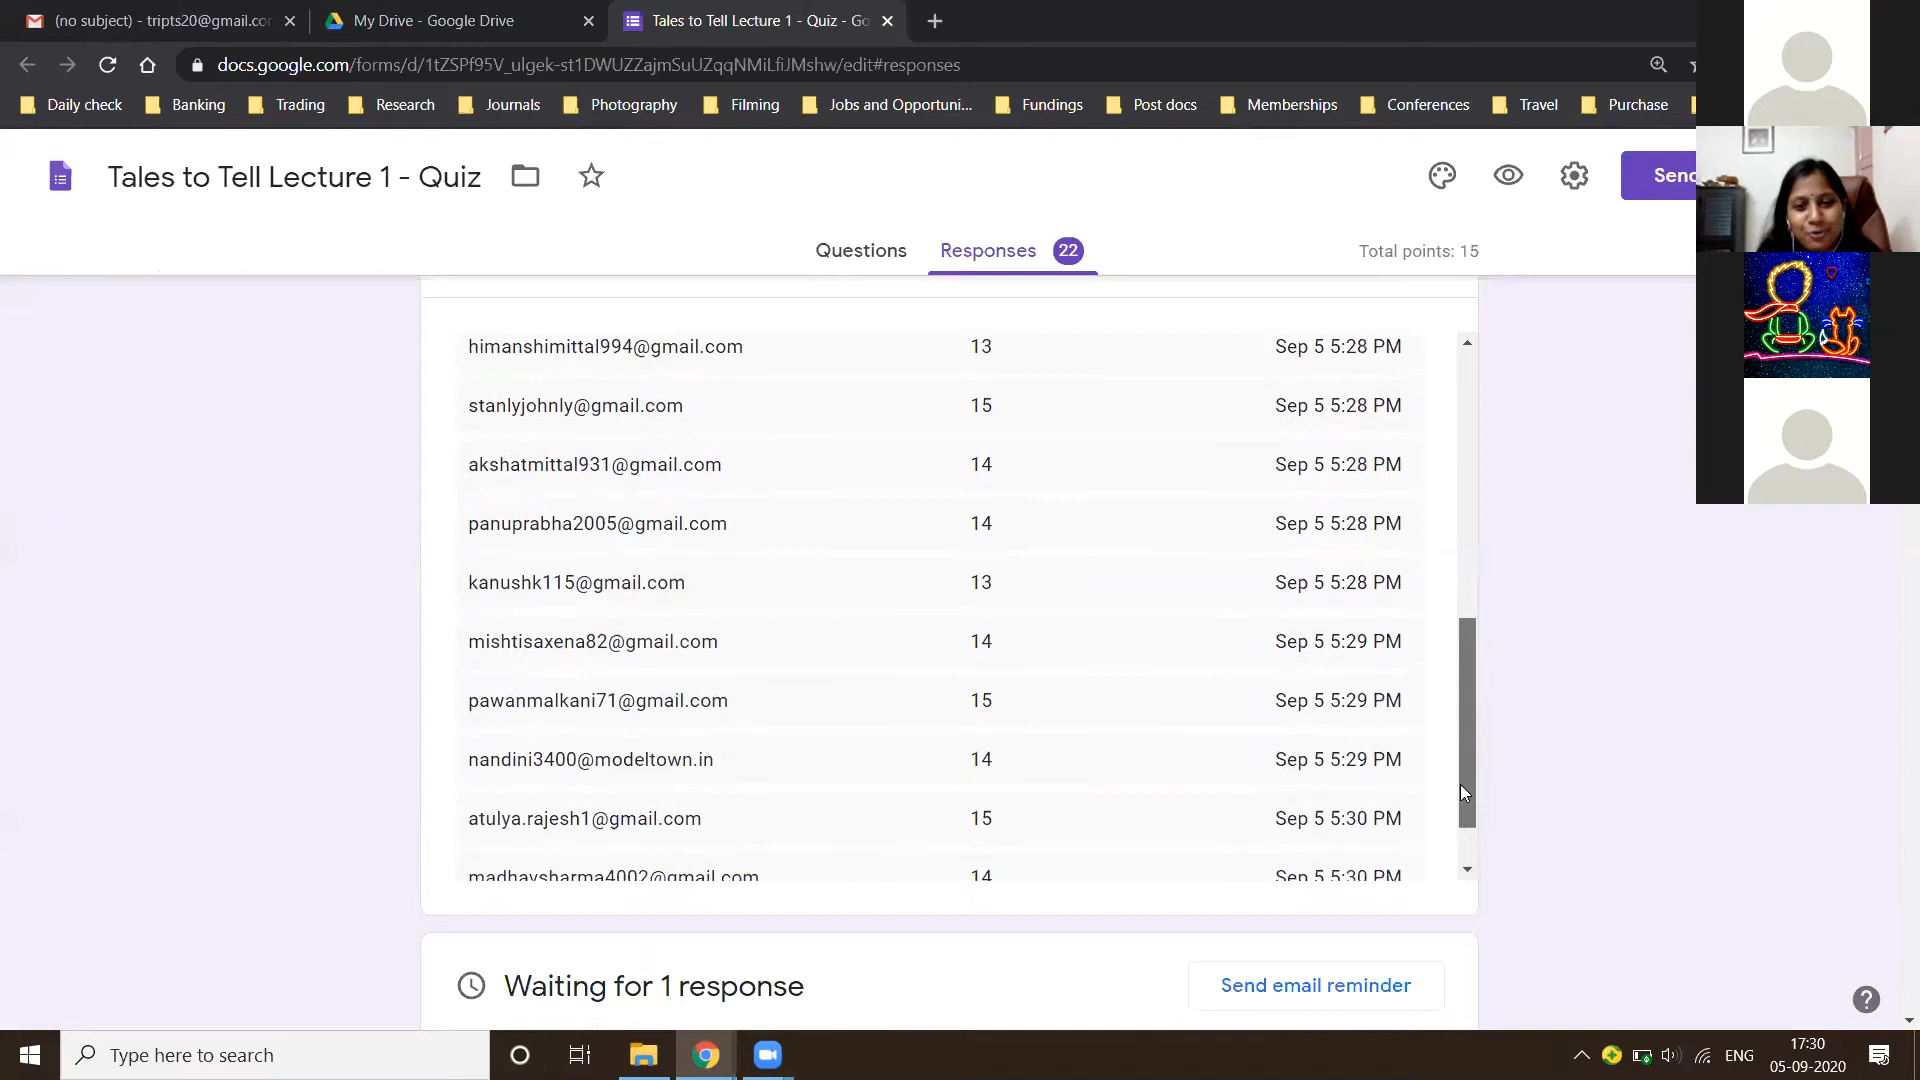 (no subject) - tripts20@gmail.co
My Drive - Google Drive
Tales to Tell Lecture 1 - Quiz - Go
docs.google.com/forms/d/1tZSPf95V_ulgek-st1DWUZZajmSuUZqqNMiLfiJMshw/edit#responses
Daily check
Banking
Trading
Research
Journals
Photography
Filming
Jobs and Opportuni...
Fundings
Post docs
Memberships
Conferences
Travel
Purchase
Tales to Tell Lecture 1 - Quiz
Send
Questions
Responses 22
Total points: 15
himanshimittal994@gmail.com 13 Sep 5 5:28 PM
stanlyjohnly@gmail.com 15 Sep 5 5:28 PM
akshatmittal931@gmail.com 14 Sep 5 5:28 PM
panuprabha2005@gmail.com 14 Sep 5 5:28 PM
kanushk115@gmail.com 13 Sep 5 5:28 PM
mishtisaxena82@gmail.com 14 Sep 5 5:29 PM
pawanmalkani71@gmail.com 15 Sep 5 5:29 PM
nandini3400@modeltown.in 14 Sep 5 5:29 PM
atulya.rajesh1@gmail.com 15 Sep 5 5:30 PM
madhavsharma4002@gmail.com 14 Sep 5 5:30 PM
Waiting for 1 response
Send email reminder
Type here to search
ENG
17:30
05-09-2020